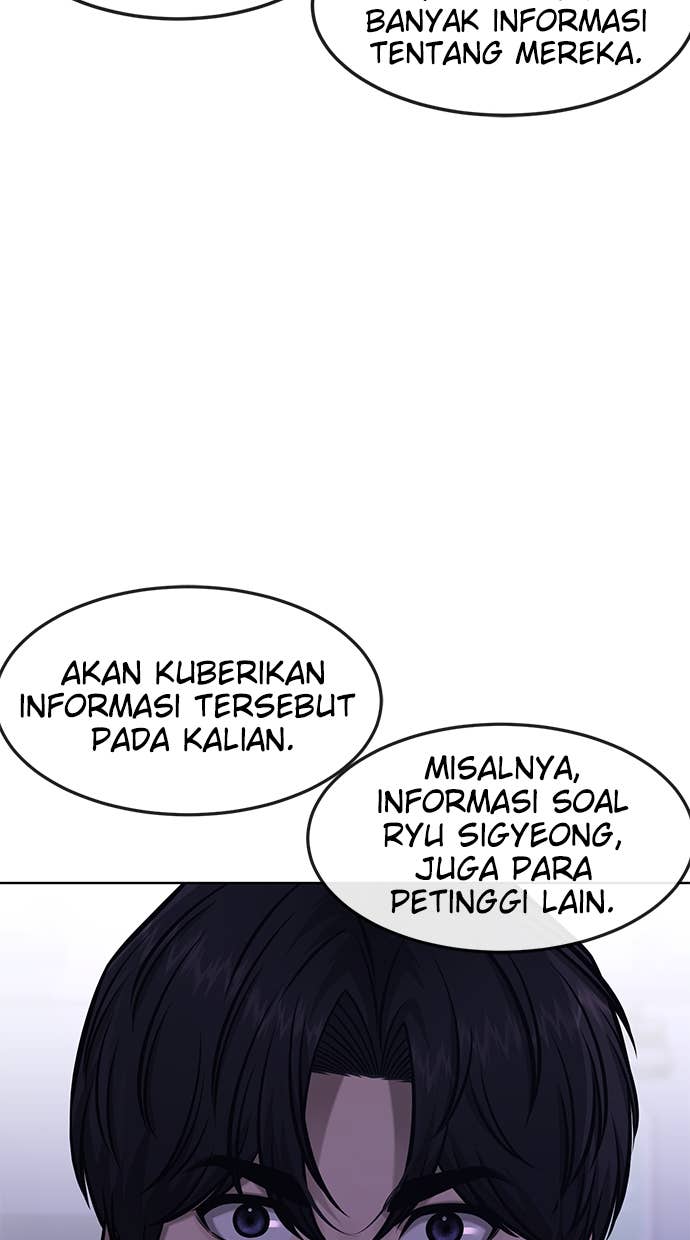 BANYAK INFORMASI
TENTANG MEREKA.
AKAN KUBERIKAN
INFORMASI TERSEBUT
PADA KALIAN.
MISALNYA,
INFORMASI SOAL
RYU SIGYEONG,
JUGA PARA
PETINGGI LAIN.